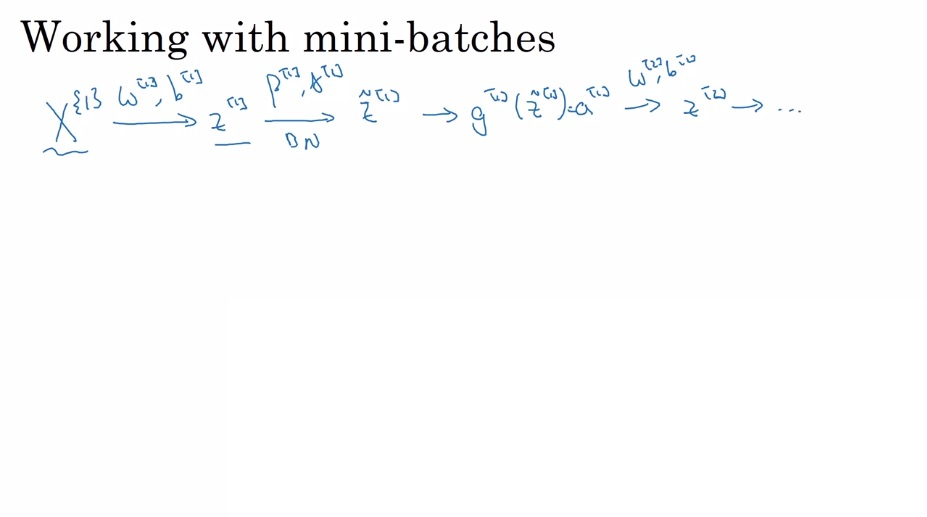 Working with mini-batches
X^{1} →(W^[1], b^[1]) z^[1] →(β^[1], γ^[1]) (BN) z̃^[1] → g^[1](z̃^[1]) = a^[1] →(W^[2], b^[2]) z^[2] → ...